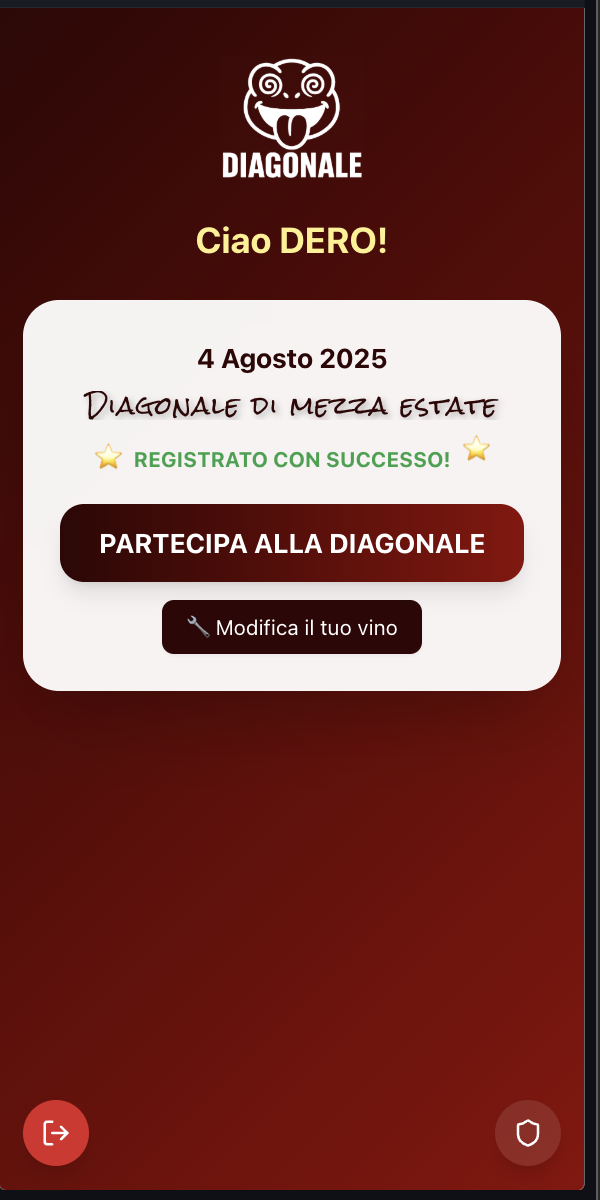 DIAGONALE
Ciao DERO!
4 Agosto 2025
Diagonale di mezza estate
REGISTRATO CON SUCCESSO!
PARTECIPA ALLA DIAGONALE
Modifica il tuo vino